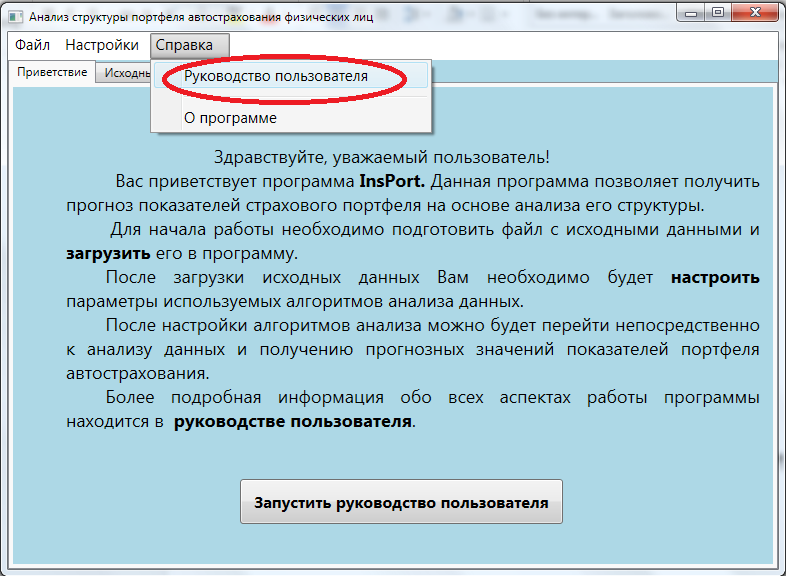 Анализ структуры портфеля автострахования физических лиц
Файл Настройки Справка
Приветствие Исходны
Руководство пользователя
О программе
Здравствуйте, уважаемый пользователь!
Вас приветствует программа InsPort. Данная программа позволяет получить
прогноз показателей страхового портфеля на основе анализа его структуры.
Для начала работы необходимо подготовить файл с исходными данными и
загрузить его в программу.
После загрузки исходных данных Вам необходимо будет настроить
параметры используемых алгоритмов анализа данных.
После настройки алгоритмов анализа можно будет перейти непосредственно
к анализу данных и получению прогнозных значений показателей портфеля
автострахования.
Более подробная информация обо всех аспектах работы программы
находится в руководстве пользователя.
Запустить руководство пользователя